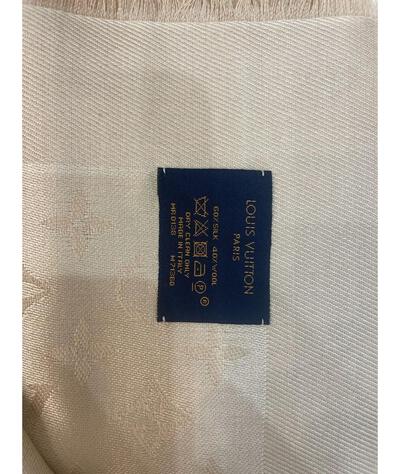 LOUIS VUITTON
PARIS
60% SILK 40% WOOL
DRY CLEAN ONLY
MADE IN ITALY